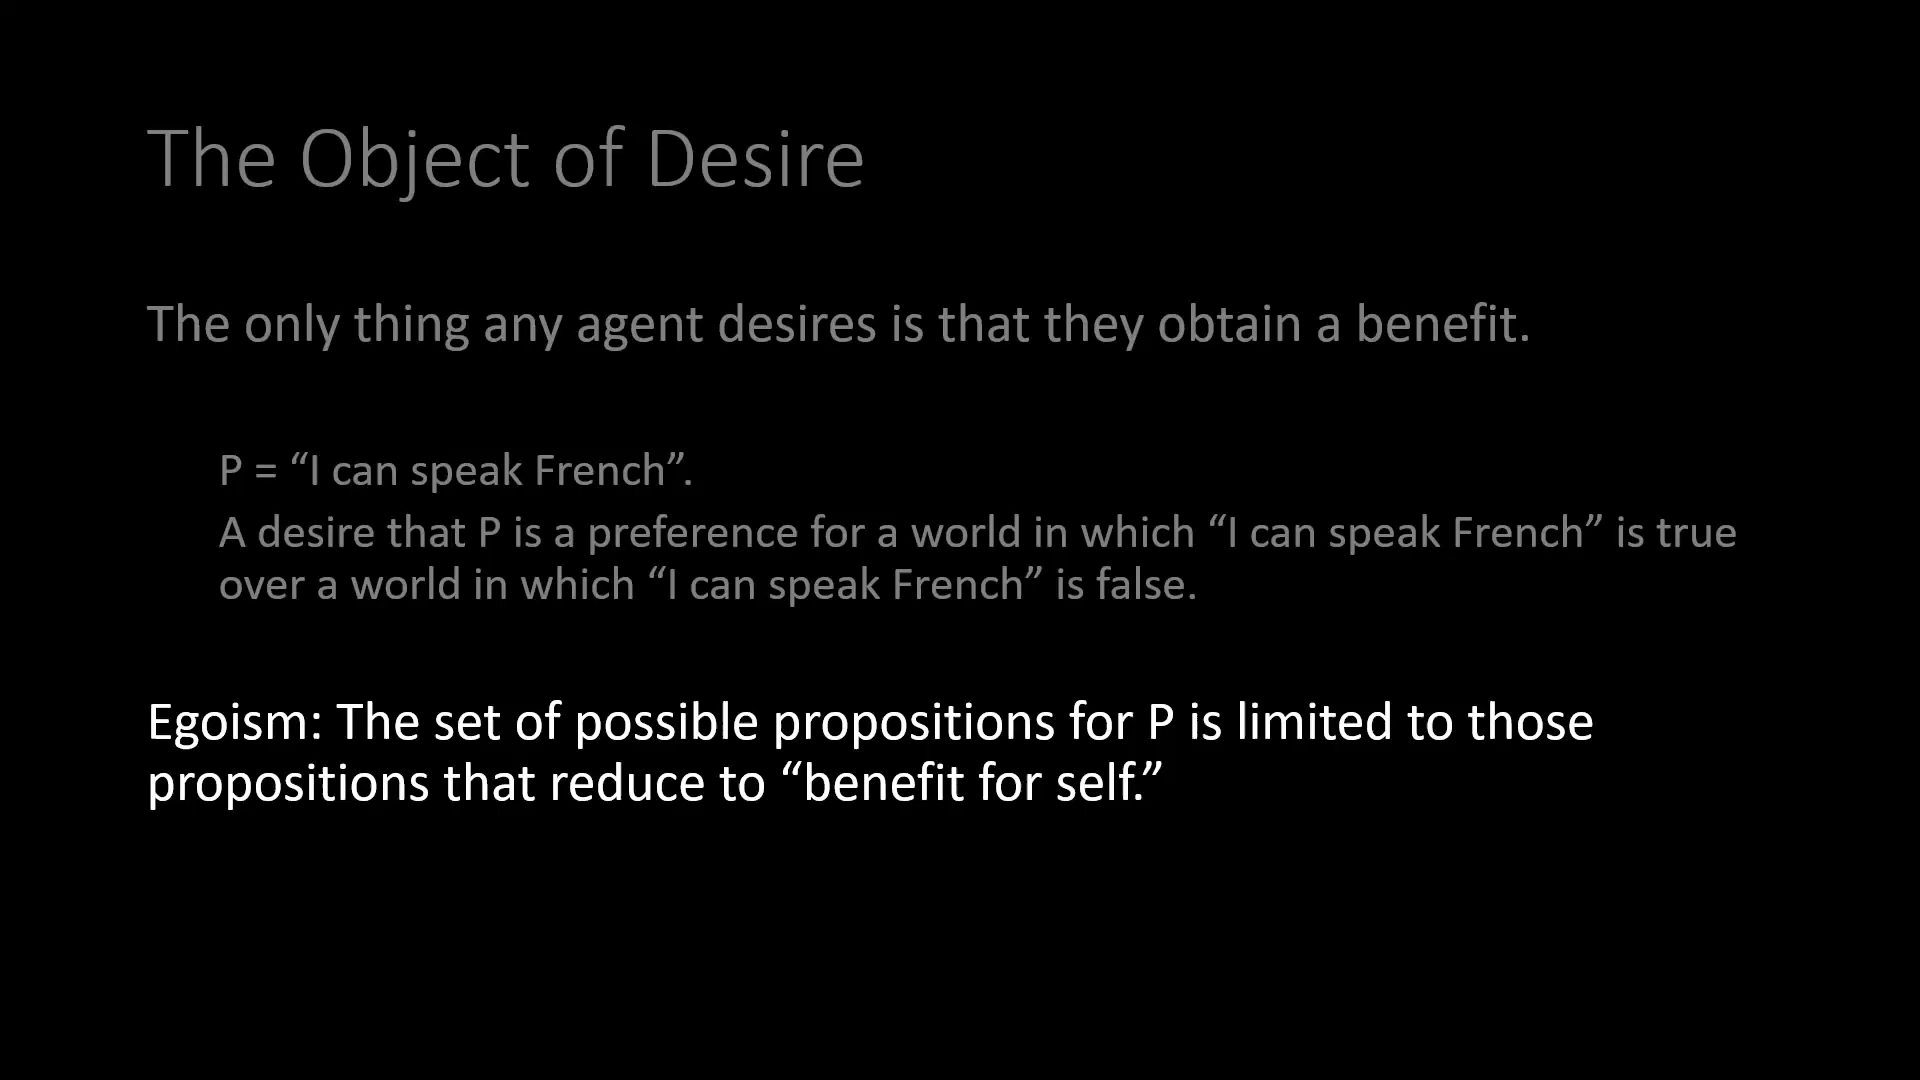 The Object of Desire
The only thing any agent desires is that they obtain a benefit.
P = “I can speak French”.
A desire that P is a preference for a world in which “I can speak French” is true
over a world in which “I can speak French” is false.
Egoism: The set of possible propositions for P is limited to those
propositions that reduce to “benefit for self.”